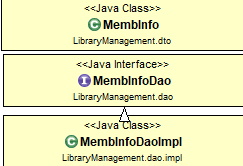 <<Java Class>>
C MembInfo
LibraryManagement.dto
<<Java Interface>>
I MembInfoDao
LibraryManagement.dao
<<Java Class>>
C MembInfoDaoImpl
LibraryManagement.dao.impl